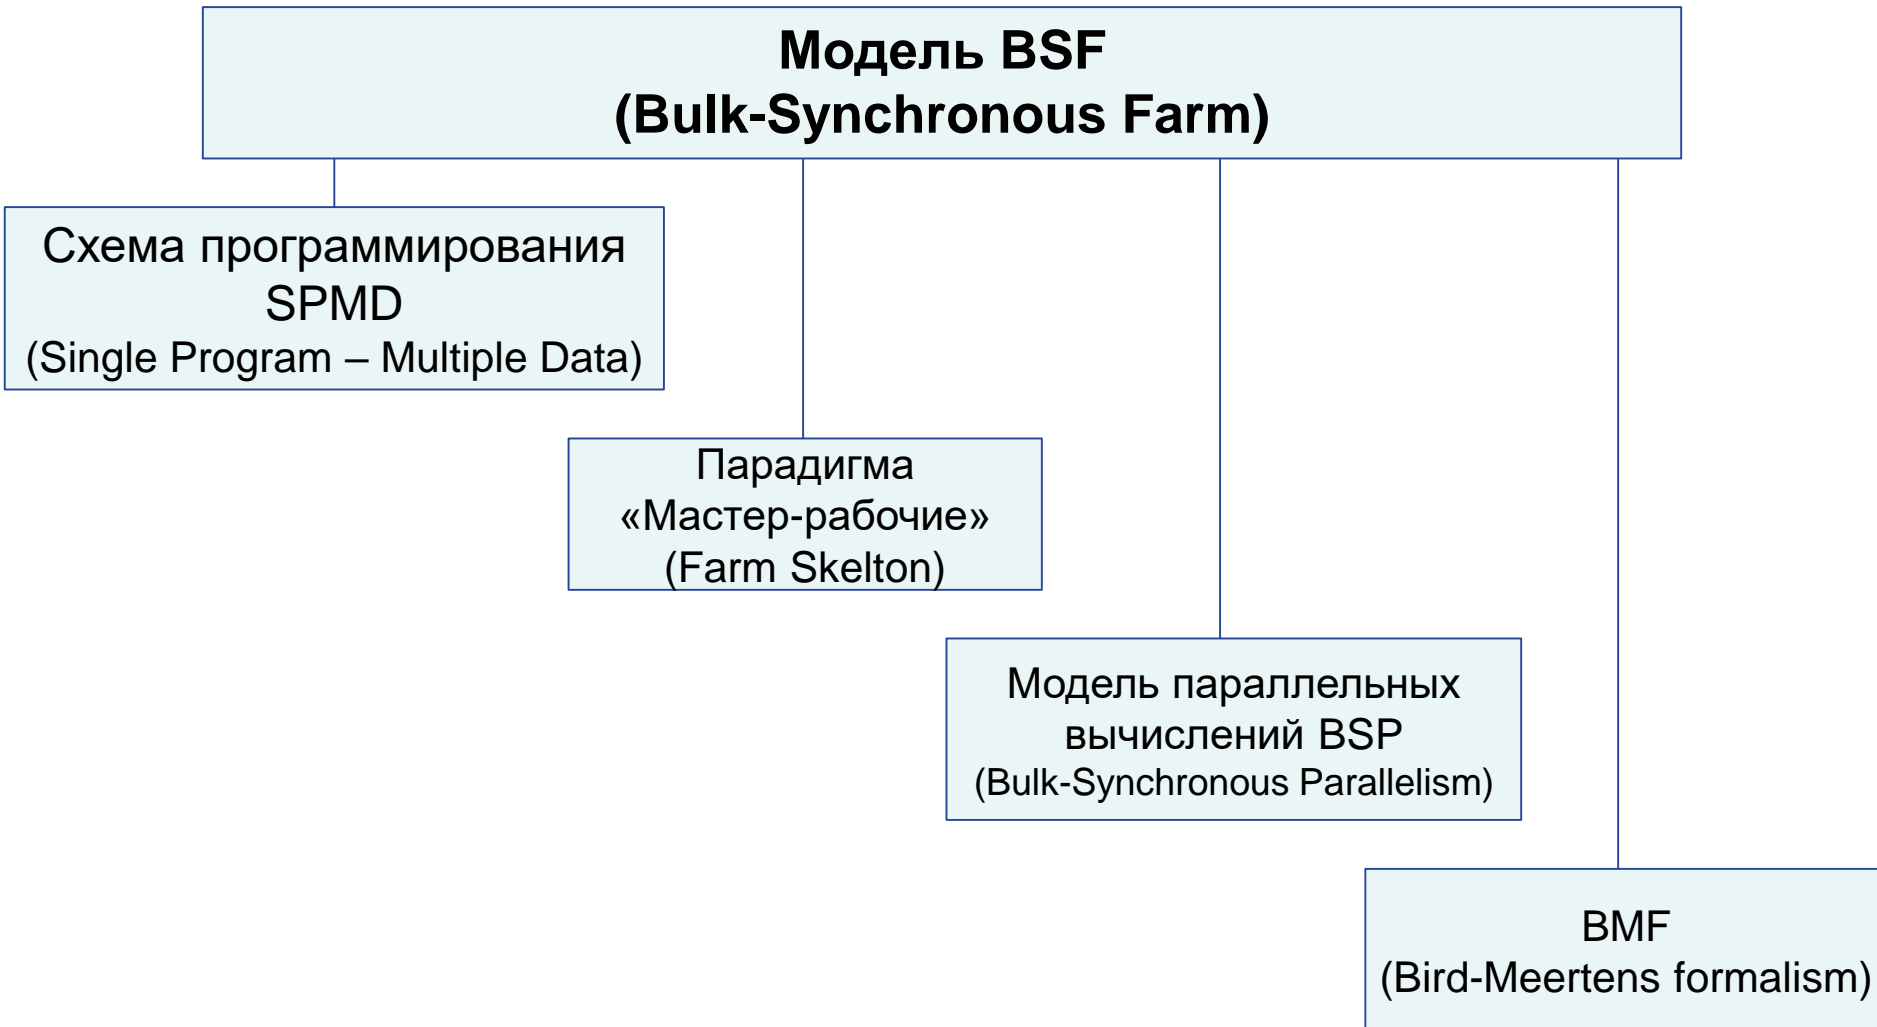 Модель BSF
(Bulk-Synchronous Farm)
Схема программирования
SPMD
(Single Program – Multiple Data)
Парадигма
«Мастер-рабочие»
(Farm Skelton)
Модель параллельных
вычислений BSP
(Bulk-Synchronous Parallelism)
BMF
(Bird-Meertens formalism)